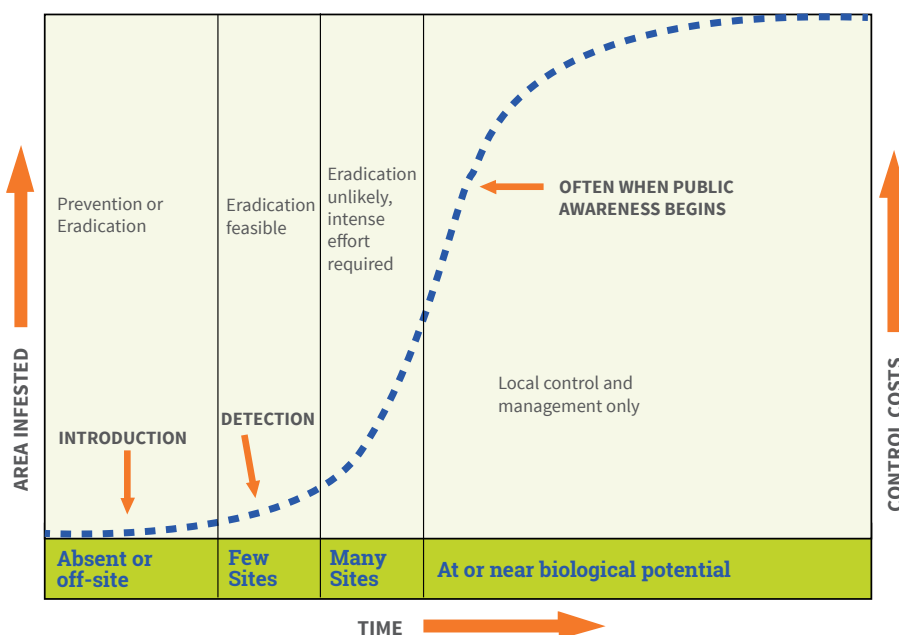 Prevention or
Eradication
Eradication
feasible
Eradication
unlikely,
intense
effort
required
OFTEN WHEN PUBLIC
AWARENESS BEGINS
Local control and
management only
INTRODUCTION
DETECTION
AREA INFESTED
CONTROL COSTS
Absent or
off-site
Few
Sites
Many
Sites
At or near biological potential
TIME